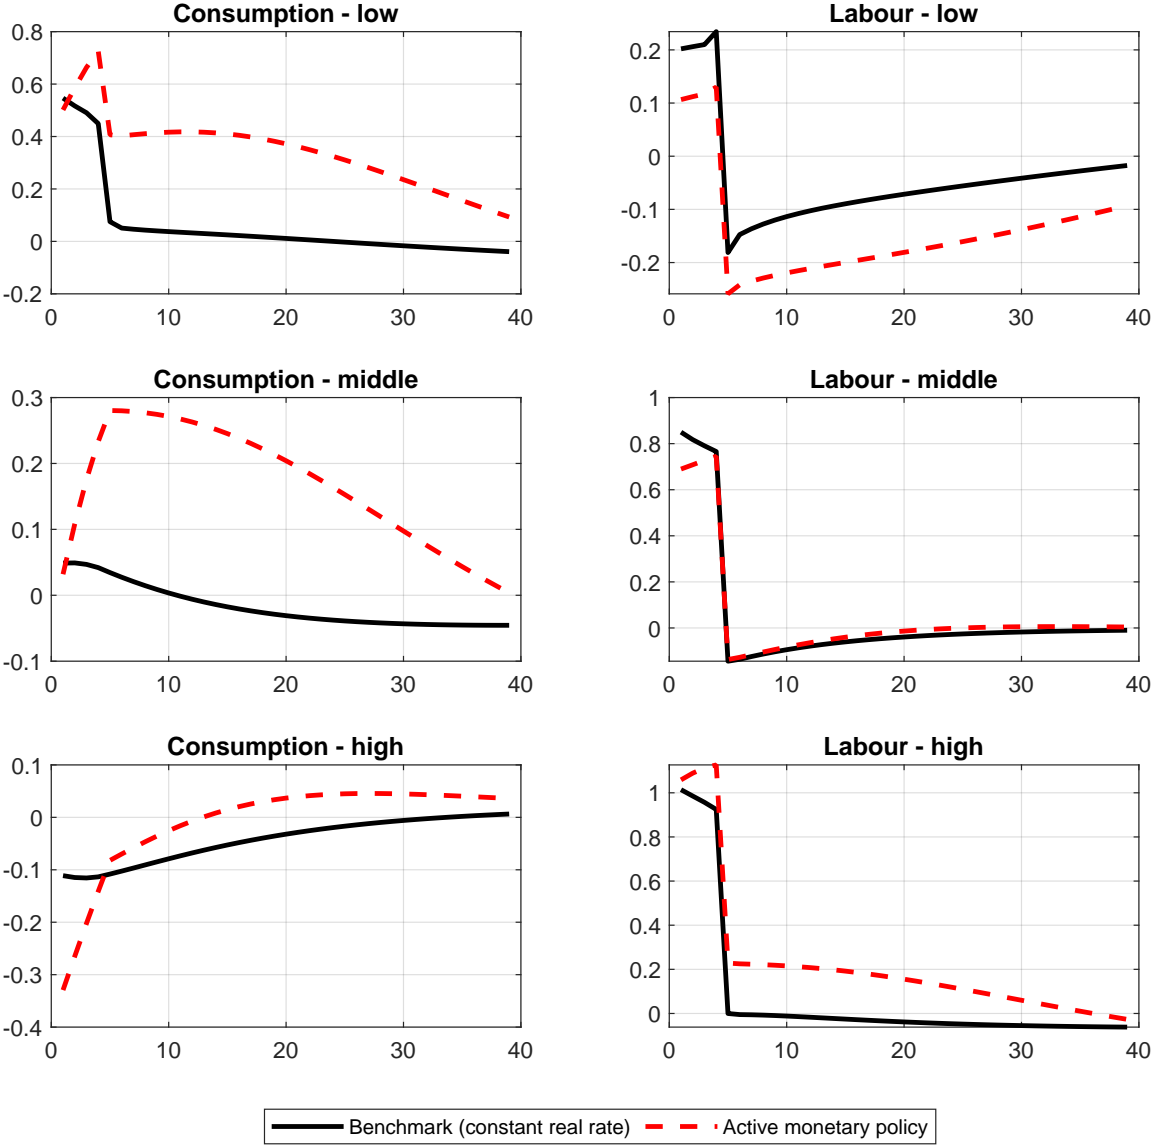 Consumption - low
0.8
0.6
0.4
0.2
0
-0.2
0 10 20 30 40
Labour - low
0.2
0.1
0
-0.1
-0.2
0 10 20 30 40
Consumption - middle
0.3
0.2
0.1
0
-0.1
0 10 20 30 40
Labour - middle
1
0.8
0.6
0.4
0.2
0
0 10 20 30 40
Consumption - high
0.1
0
-0.1
-0.2
-0.3
-0.4
0 10 20 30 40
Labour - high
1
0.8
0.6
0.4
0.2
0
0 10 20 30 40
Benchmark (constant real rate) Active monetary policy